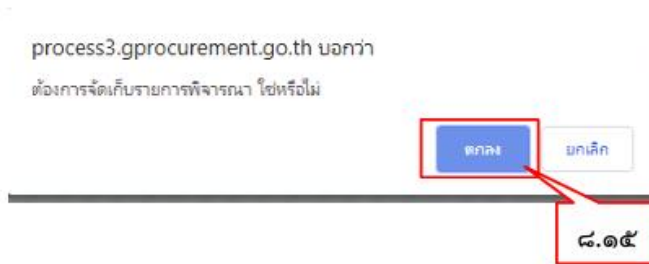 process3.gprocurement.go.th บอกว่า
ต้องการจัดเก็บรายการพิจารณา ใช่หรือไม่
ตกลง ยกเลิก
๘.๑๕